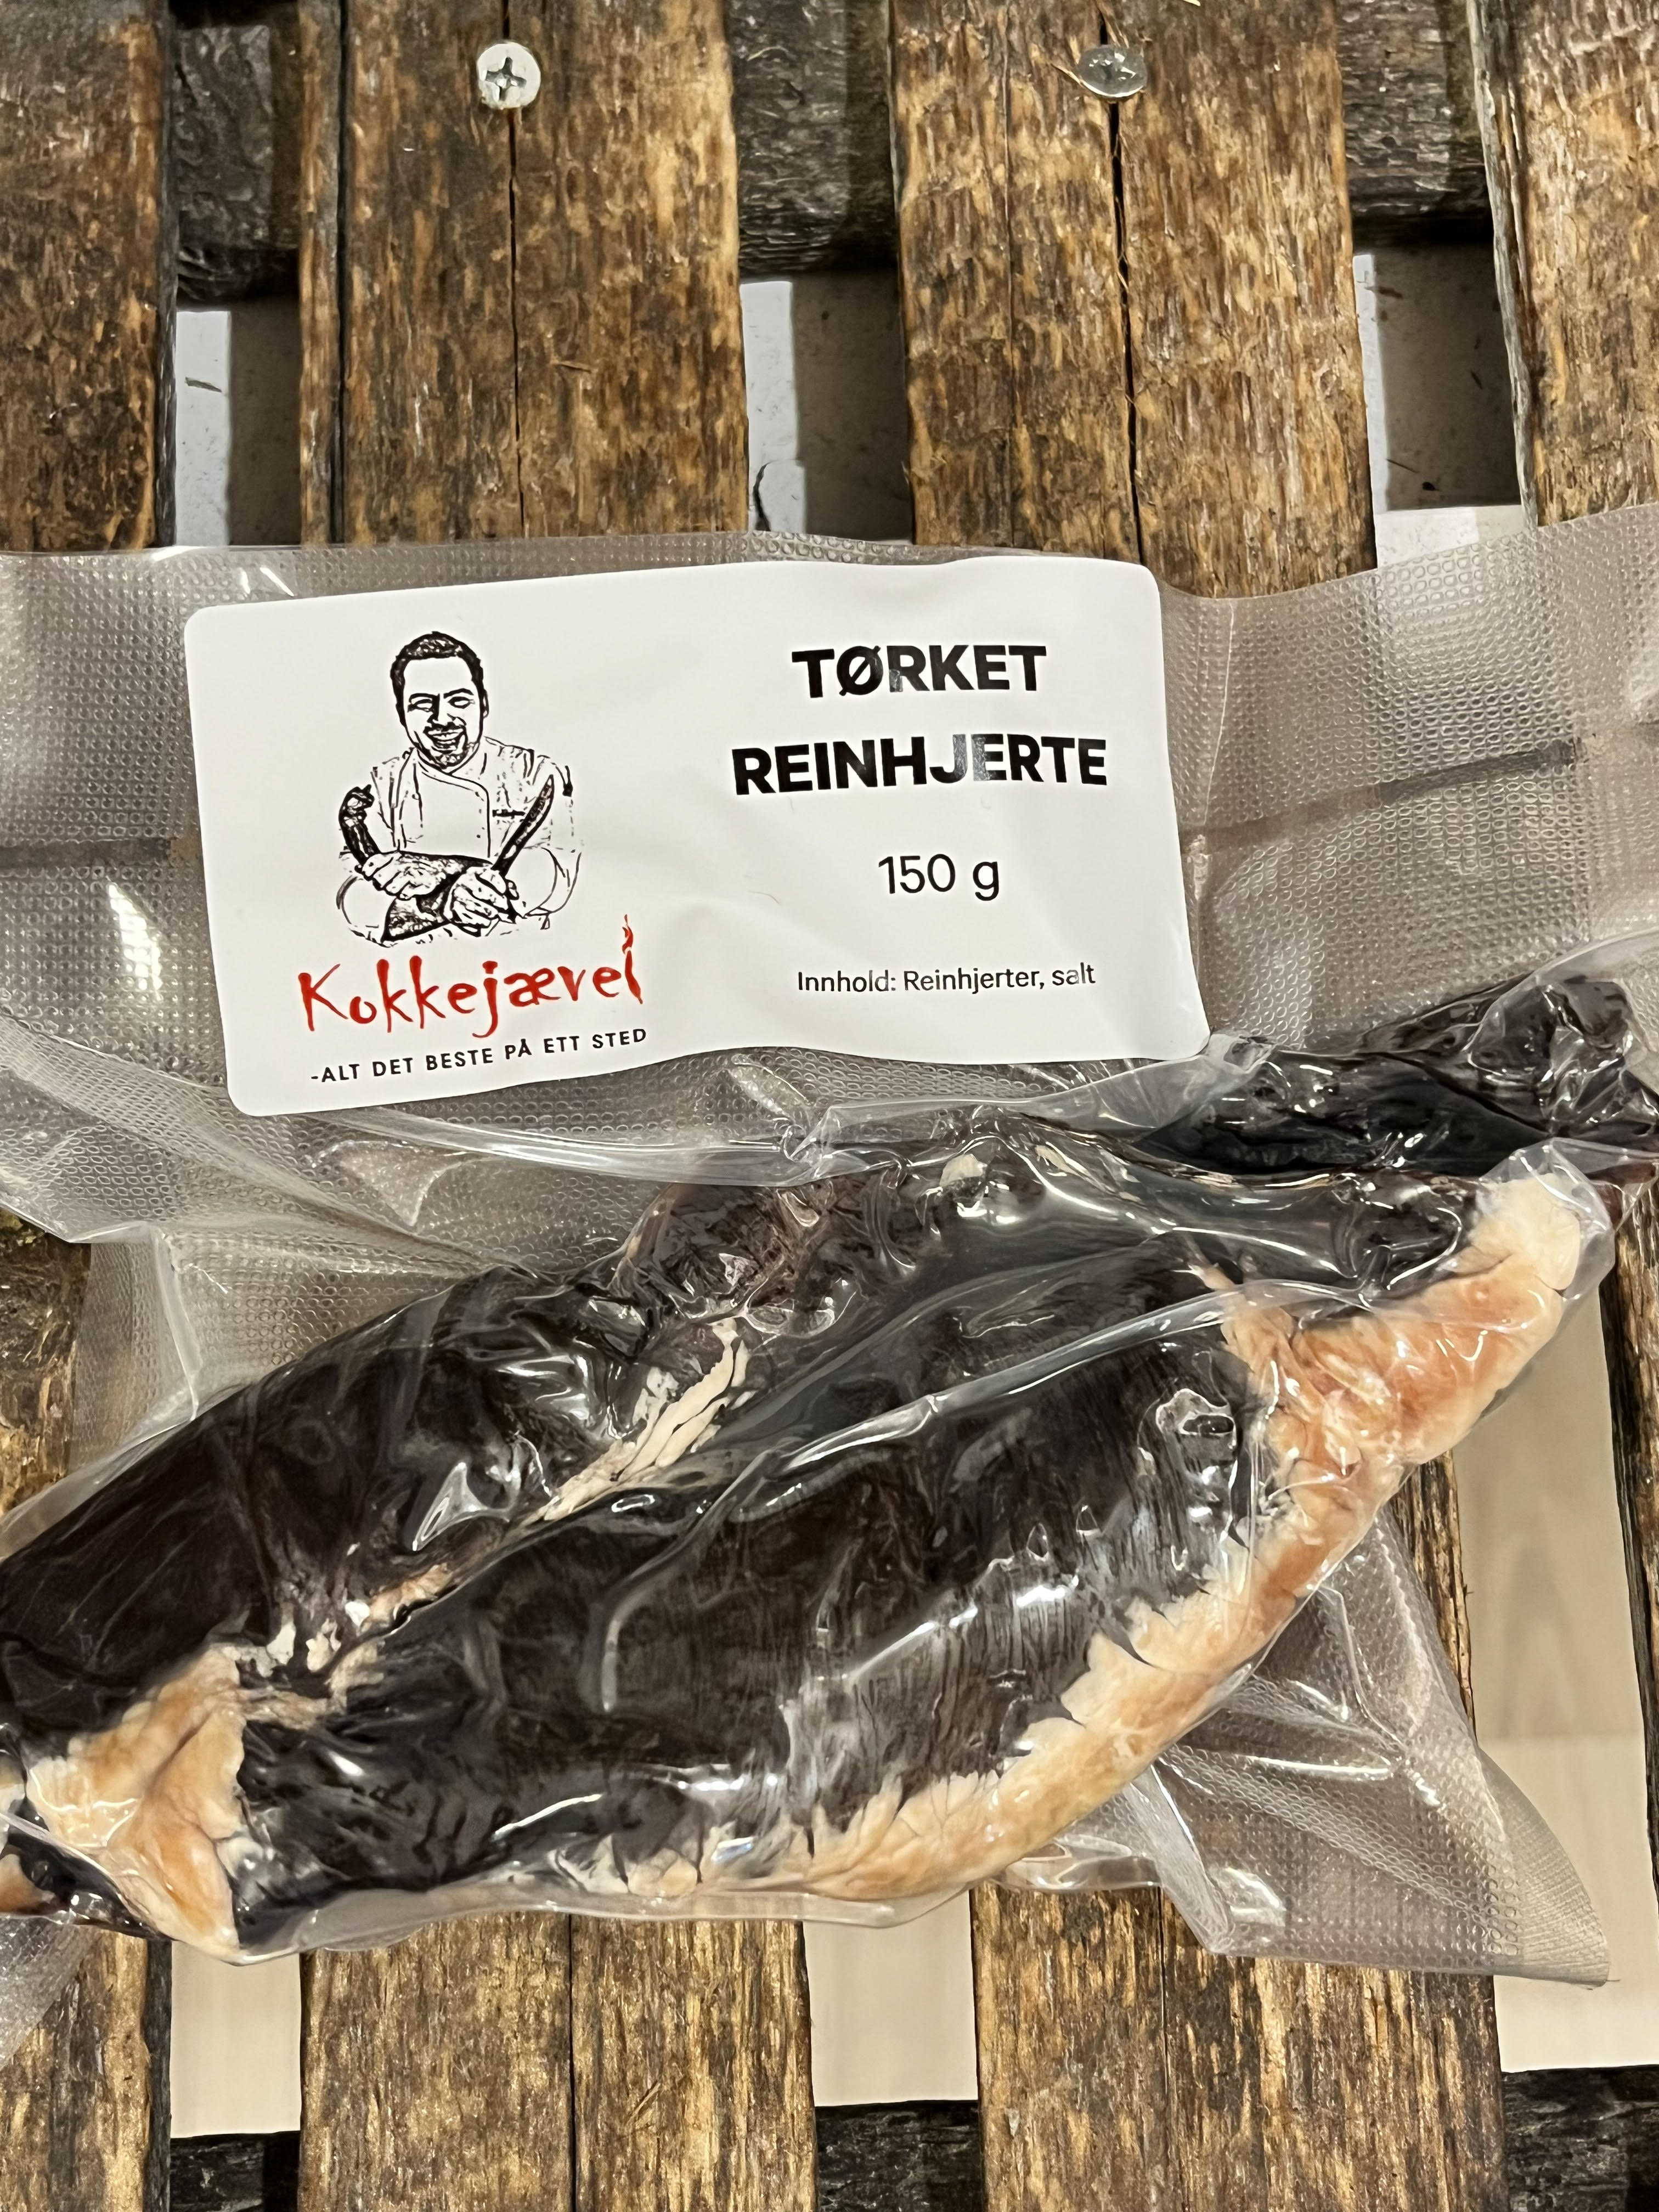 TØRKET
REINHJERTE
150 g
Innhold: Reinhjerter, salt
Kokkejævel
-ALT DET BESTE PÅ ETT STED